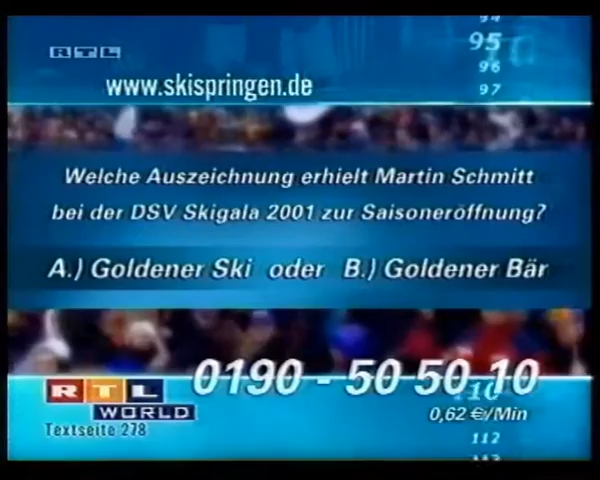 94
95
RTL
96
www.skispringen.de
97
Welche Auszeichnung erhielt Martin Schmitt
bei der DSV Skigala 2001 zur Saisoneröffnung?
A.) Goldener Ski oder B.) Goldener Bär
0190 - 50 50 10
RTL
110
WORLD
0,62 €/Min
Textseite 278
112
113